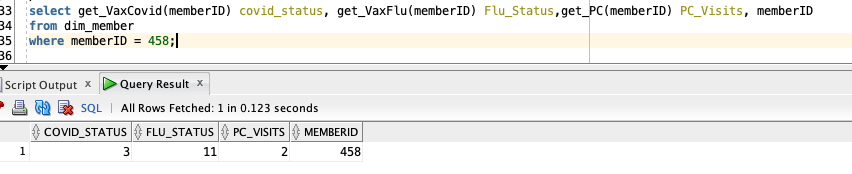 33 select get_VaxCovid(memberID) covid_status, get_VaxFlu(memberID) Flu_Status,get_PC(memberID) PC_Visits, memberID
34 from dim_member
35 where memberID = 458;
36
Script Output x Query Result x
SQL | All Rows Fetched: 1 in 0.123 seconds
COVID_STATUS FLU_STATUS PC_VISITS MEMBERID
1 3 11 2 458